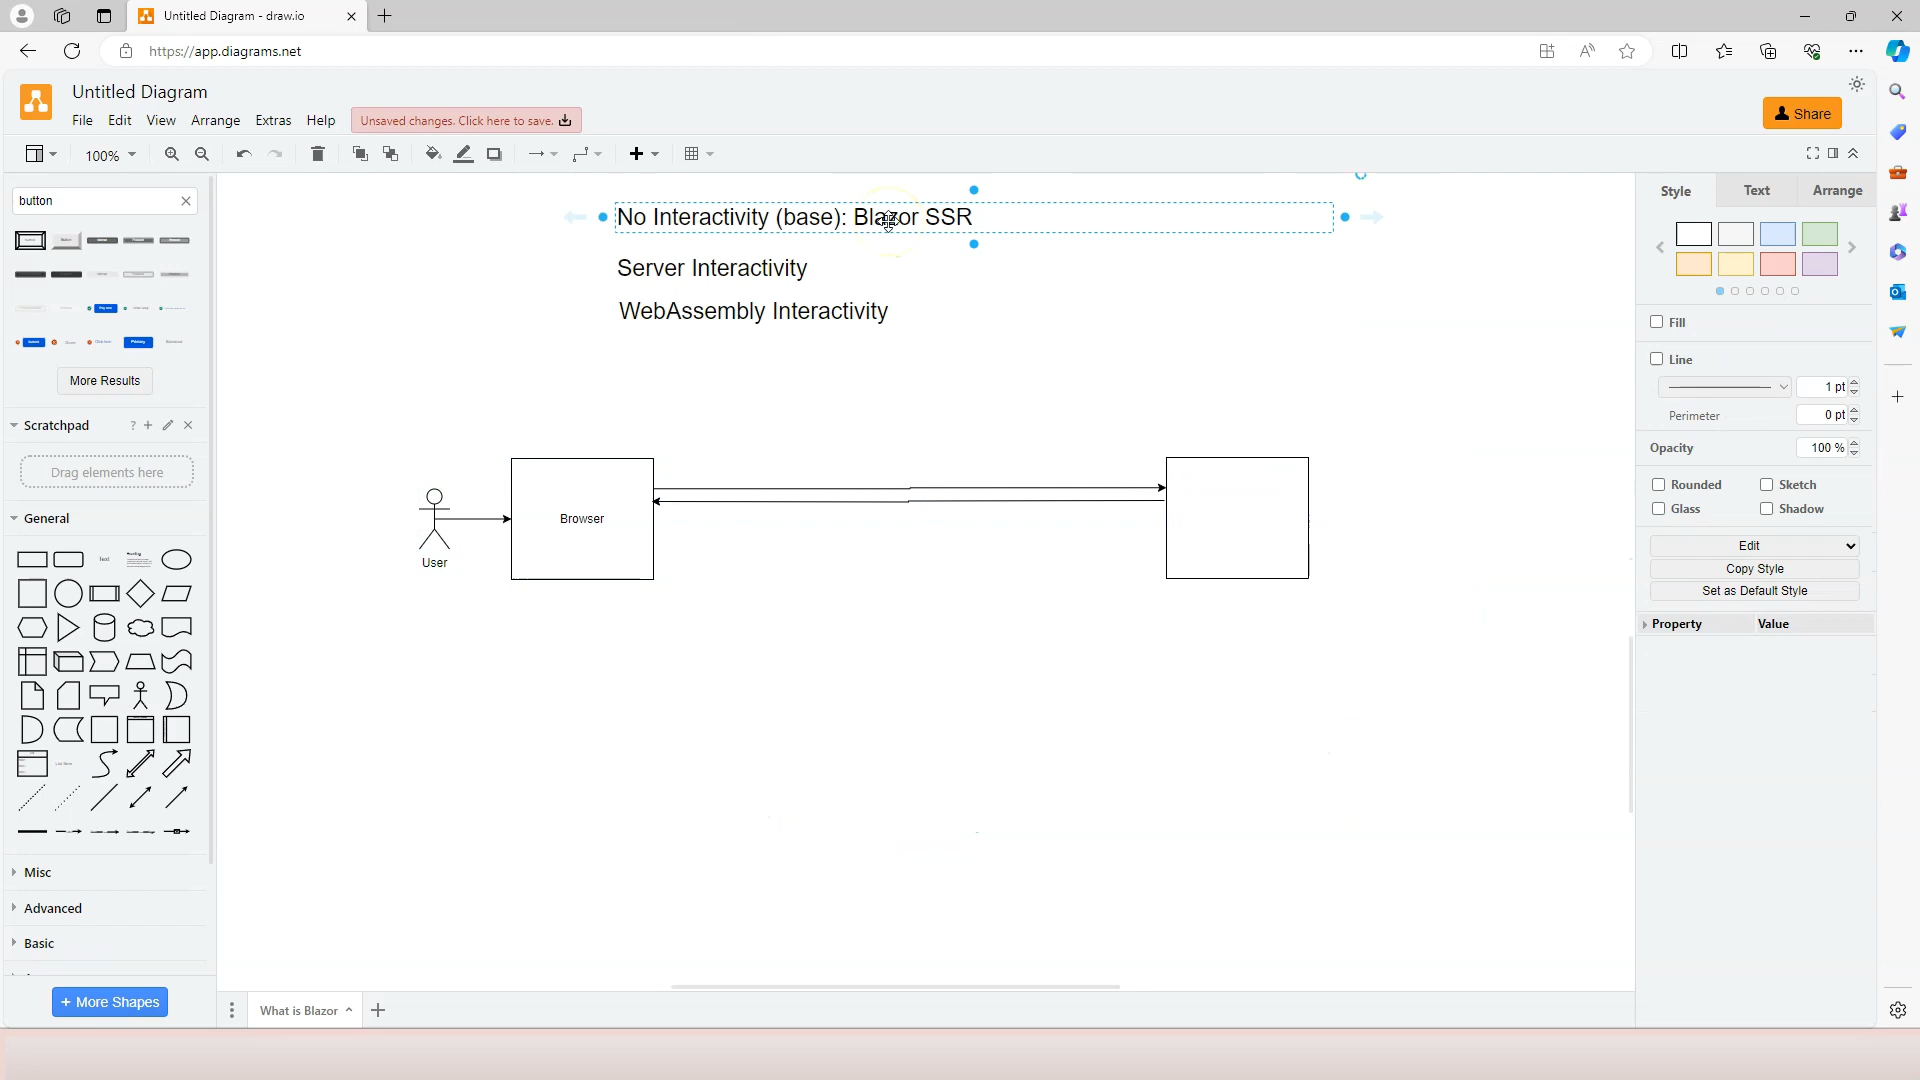 Untitled Diagram - draw.io
https://app.diagrams.net
Untitled Diagram
File Edit View Arrange Extras Help
Unsaved changes. Click here to save.
Share
100%
button
More Results
Scratchpad
?
Drag elements here
General
Misc
Advanced
Basic
+ More Shapes
No Interactivity (base): Blazor SSR
Server Interactivity
WebAssembly Interactivity
User
Browser
What is Blazor
Style Text Arrange
Fill
Line
1 pt
Perimeter 0 pt
Opacity 100 %
Rounded Sketch
Glass Shadow
Edit
Copy Style
Set as Default Style
Property Value